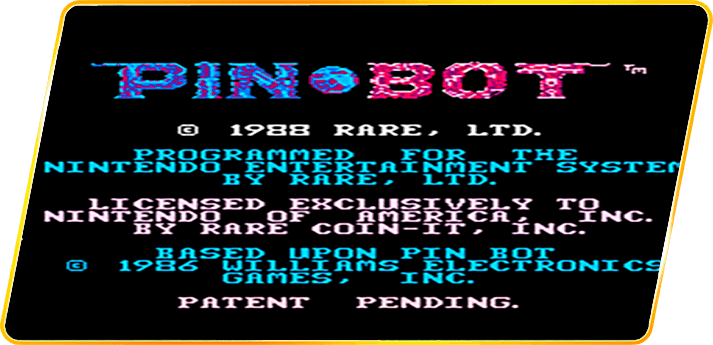 PIN•BOT™
© 1988 RARE, LTD.
PROGRAMMED FOR THE
NINTENDO ENTERTAINMENT SYSTEM
BY RARE, LTD.
LICENSED EXCLUSIVELY TO
NINTENDO OF AMERICA, INC.
BY RARE COIN-IT, INC.
BASED UPON PIN BOT
© 1986 WILLIAMS ELECTRONICS
GAMES, INC.
PATENT PENDING.